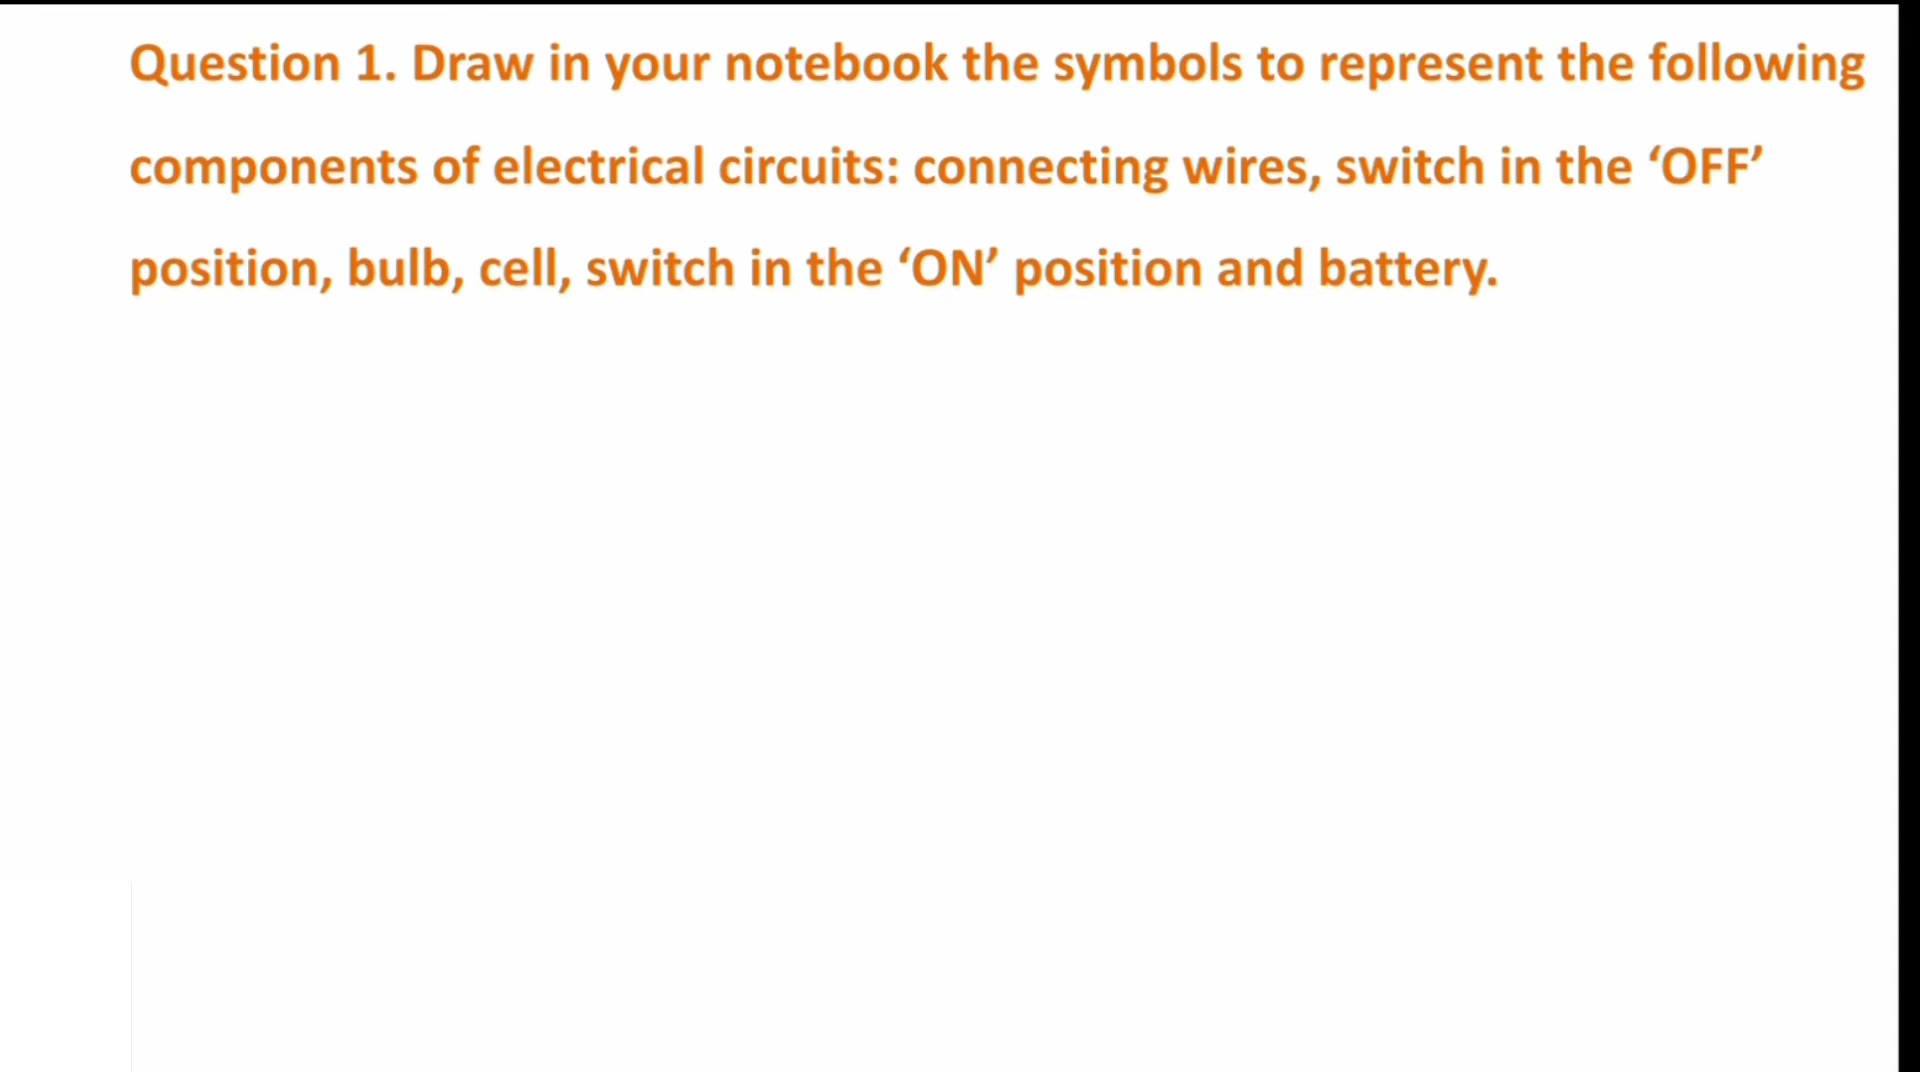 Question 1. Draw in your notebook the symbols to represent the following
components of electrical circuits: connecting wires, switch in the ‘OFF’
position, bulb, cell, switch in the ‘ON’ position and battery.